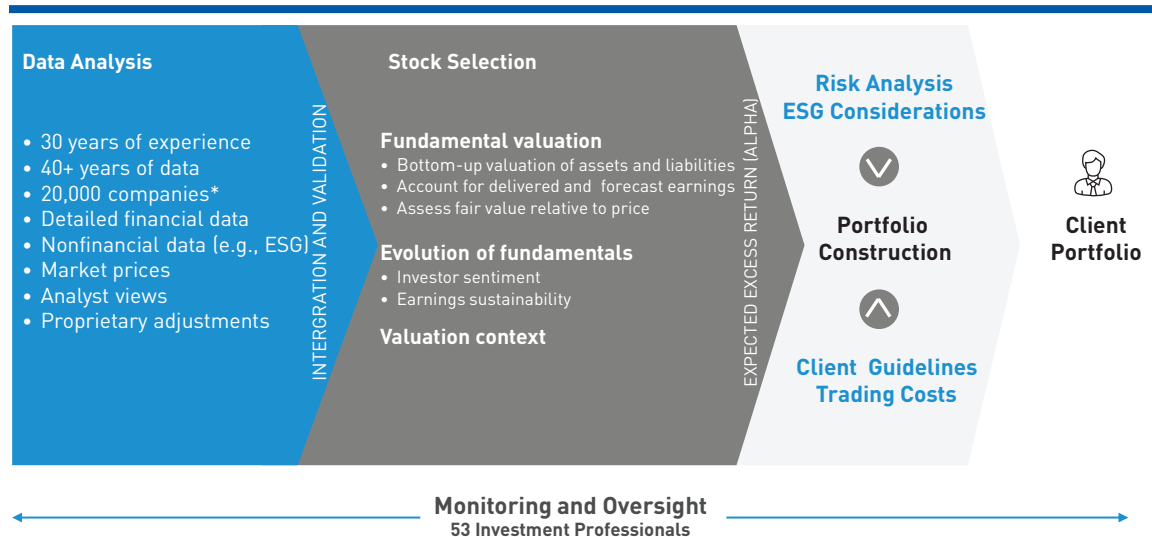 Data Analysis
• 30 years of experience
• 40+ years of data
• 20,000 companies*
• Detailed financial data
• Nonfinancial data (e.g., ESG)
• Market prices
• Analyst views
• Proprietary adjustments
INTERGRATION AND VALIDATION
Stock Selection
Fundamental valuation
• Bottom-up valuation of assets and liabilities
• Account for delivered and forecast earnings
• Assess fair value relative to price
Evolution of fundamentals
• Investor sentiment
• Earnings sustainability
Valuation context
EXPECTED EXCESS RETURN (ALPHA)
Risk Analysis
ESG Considerations
Portfolio
Construction
Client Guidelines
Trading Costs
Client
Portfolio
Monitoring and Oversight
53 Investment Professionals